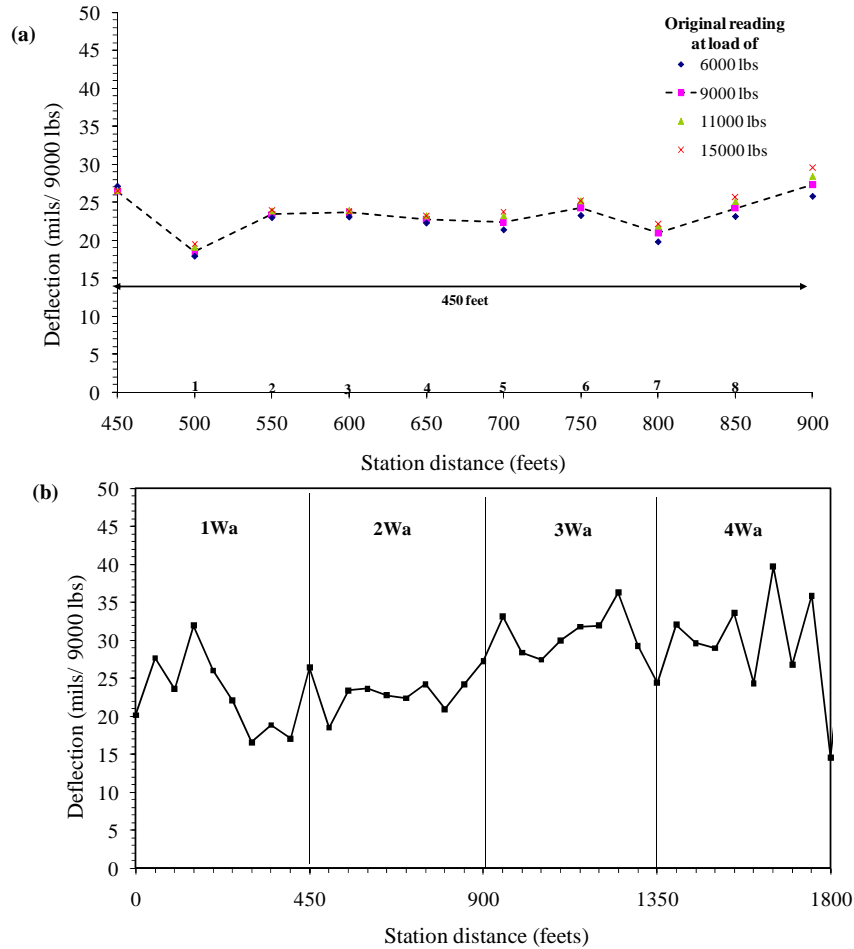 (a)
Original reading
at load of
6000 lbs
9000 lbs
11000 lbs
15000 lbs
Deflection (mils/ 9000 lbs)
50
45
40
35
30
25
20
15
10
5
0
450 feet
1 2 3 4 5 6 7 8
450 500 550 600 650 700 750 800 850 900
Station distance (feets)
(b)
Deflection (mils/ 9000 lbs)
50
45
40
35
30
25
20
15
10
5
0
1Wa 2Wa 3Wa 4Wa
0 450 900 1350 1800
Station distance (feets)